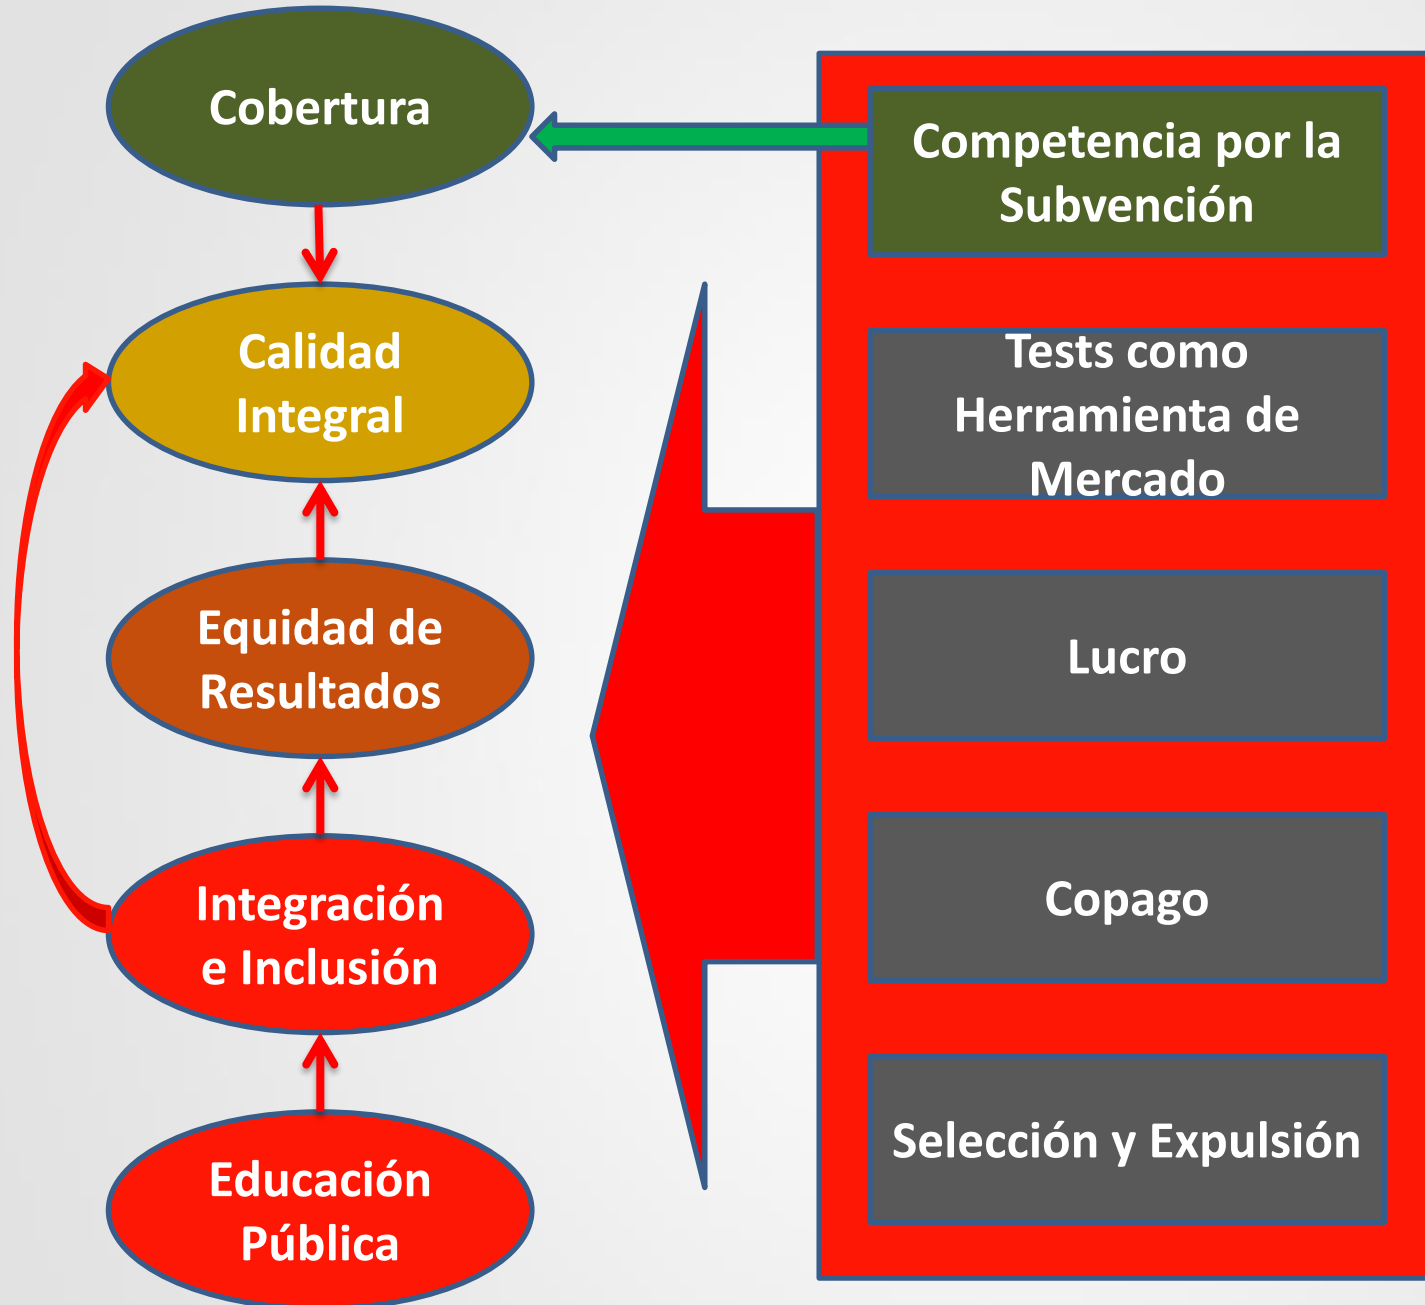 Cobertura
Calidad
Integral
Equidad de
Resultados
Integración
e Inclusión
Educación
Pública
Competencia por la
Subvención
Tests como
Herramienta de
Mercado
Lucro
Copago
Selección y Expulsión